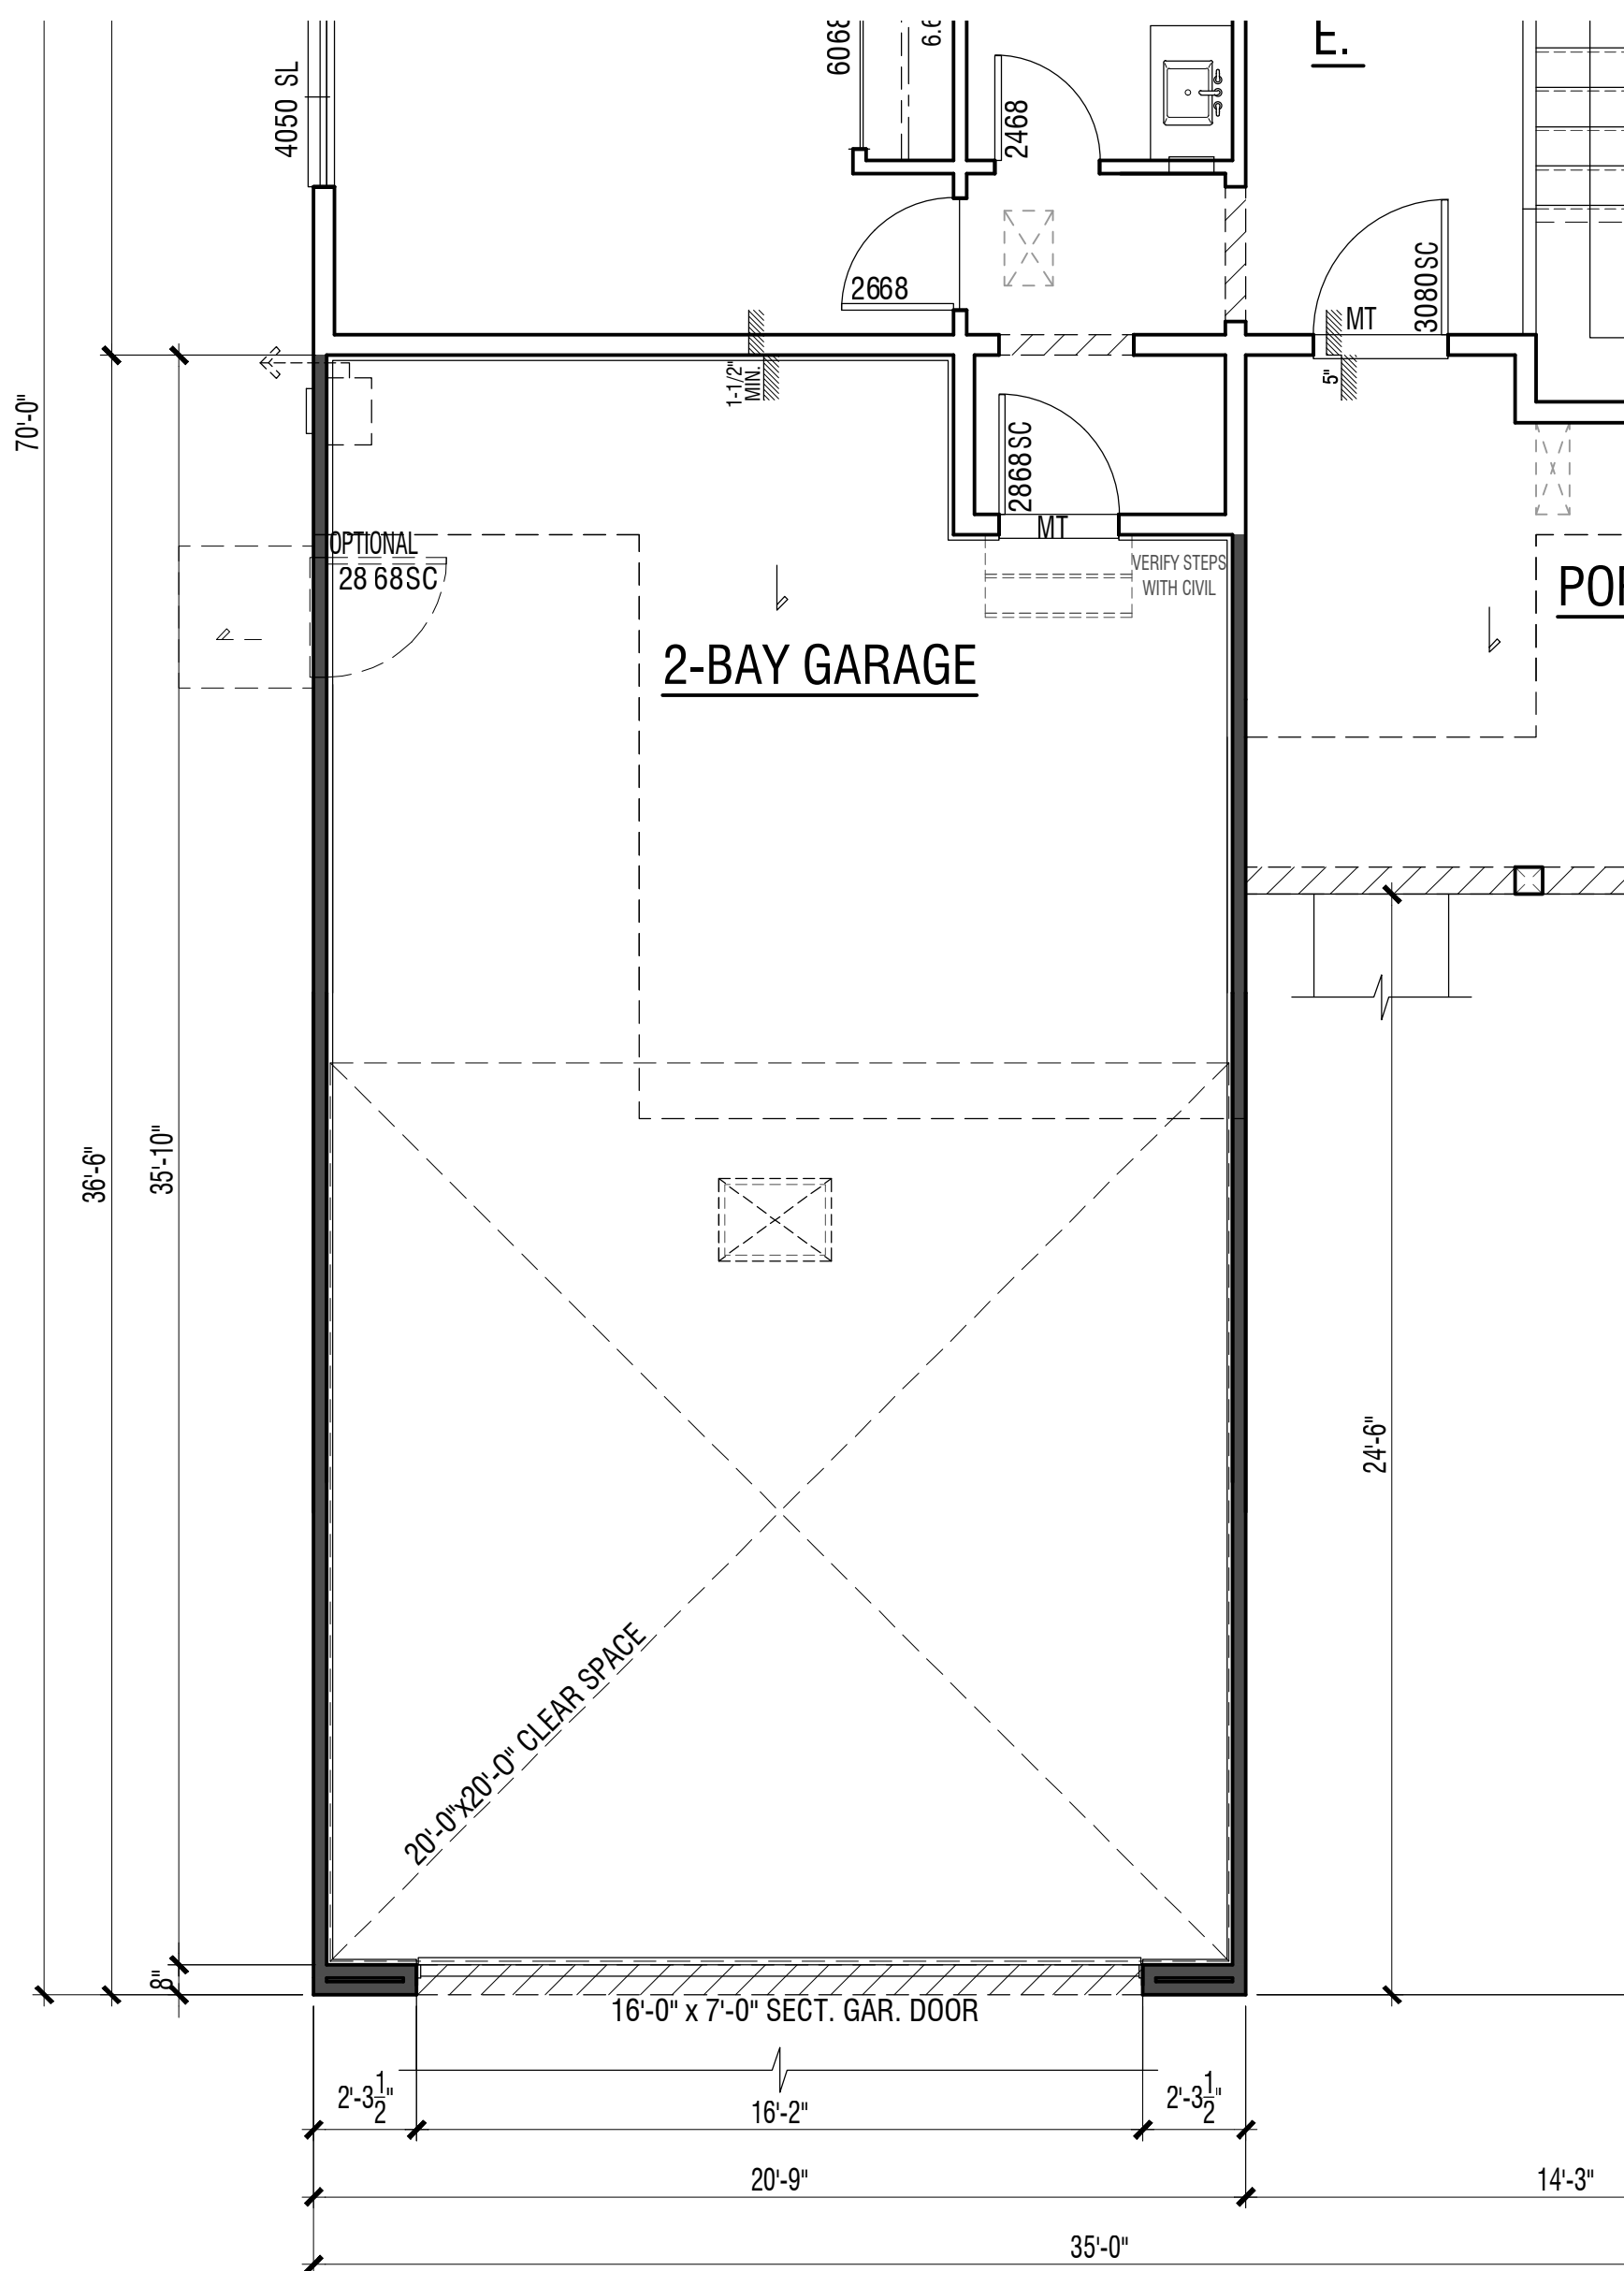 E.
4050 SL
6068
6.6
2468
2668
3080SC
MT
1-1/2"
MIN.
5"
70'-0"
2868SC
MT
OPTIONAL
28 68SC
VERIFY STEPS
WITH CIVIL
2-BAY GARAGE
POR
36'-6"
35'-10"
24'-6"
20'-0"x20'-0" CLEAR SPACE
8"
16'-0" x 7'-0" SECT. GAR. DOOR
2'-3 1/2"
16'-2"
2'-3 1/2"
20'-9"
14'-3"
35'-0"